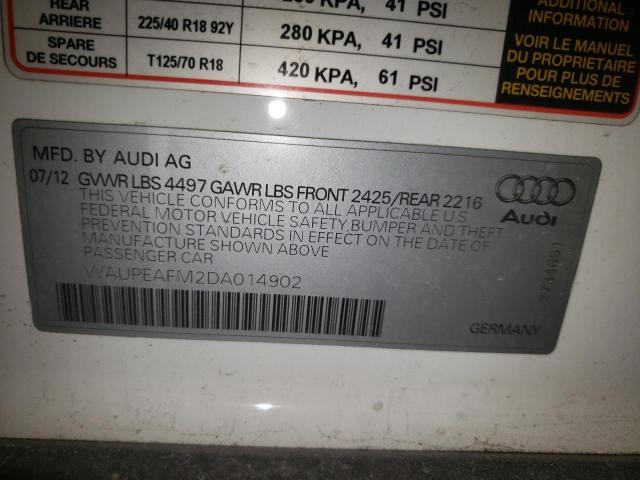 REAR 41 PSI
ARRIERE 225/40 R18 92Y 280 KPA, 41 PSI
SPARE
DE SECOURS T125/70 R18 420 KPA, 61 PSI
ADDITIONAL
INFORMATION
VOIR LE MANUEL
DU PROPRIETAIRE
POUR PLUS DE
RENSEIGNEMENTS
MFD. BY AUDI AG
07/12 GVWR LBS 4497 GAWR LBS FRONT 2425/REAR 2216
THIS VEHICLE CONFORMS TO ALL APPLICABLE U.S.
FEDERAL MOTOR VEHICLE SAFETY,BUMPER AND THEFT
PREVENTION STANDARDS IN EFFECT ON THE DATE OF
MANUFACTURE SHOWN ABOVE
PASSENGER CAR
WAUPEAFM2DA014902
Audi
2734651
GERMANY